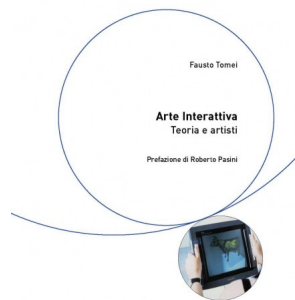 Fausto Tomei
Arte Interattiva
Teoria e artisti
Prefazione di Roberto Pasini